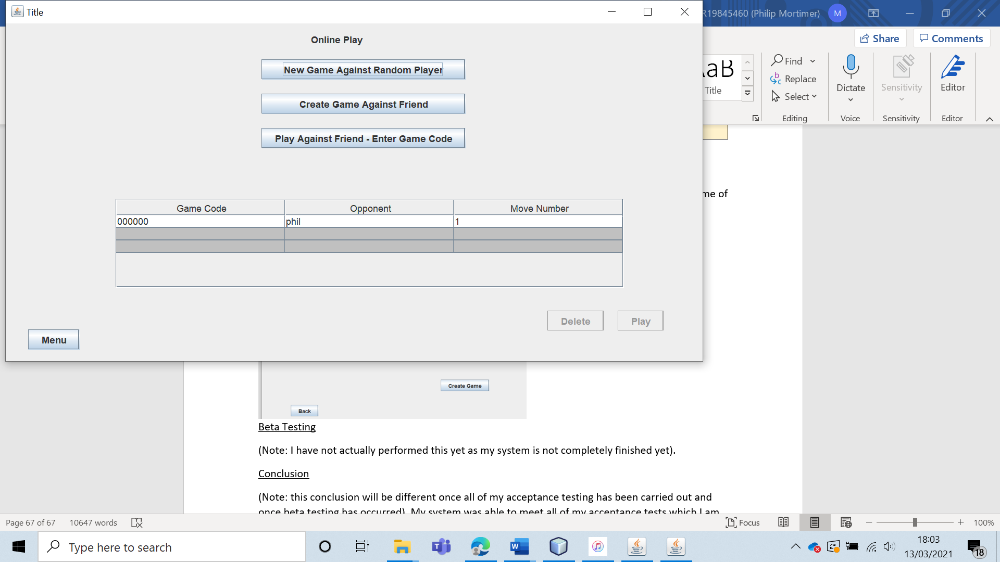 Title
R19845460 (Philip Mortimer) M
Share
Comments
Online Play
New Game Against Random Player
Create Game Against Friend
Play Against Friend - Enter Game Code
AaB
Title
Find
Replace
Select
Editing
Dictate
Voice
Sensitivity
Sensitivity
Editor
Editor
me of
Game Code Opponent Move Number
000000 phil 1
Delete Play
Menu
Create Game
Back
Beta Testing
(Note: I have not actually performed this yet as my system is not completely finished yet).
Conclusion
(Note: this conclusion will be different once all of my acceptance testing has been carried out and
once beta testing has occurred). My system was able to meet all of my acceptance tests which I am
Page 67 of 67 10647 words Focus 100%
Type here to search
18:03
13/03/2021
18